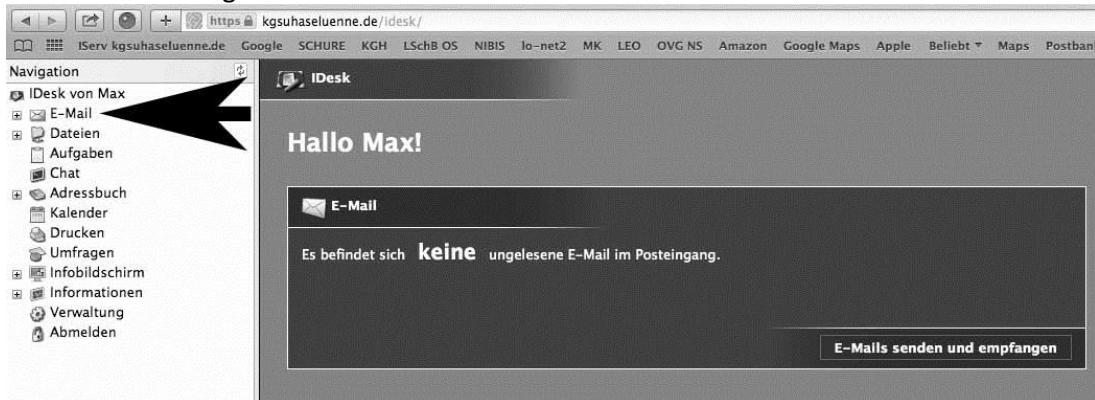 https kgsuhaseluenne.de/idesk/
IServ kgsuhaseluenne.de Google SCHURE KGH LSchB OS NIBIS lo-net2 MK LEO OVG NS Amazon Google Maps Apple Beliebt Maps Postban
Navigation
IDesk von Max
E-Mail
Dateien
Aufgaben
Chat
Adressbuch
Kalender
Drucken
Umfragen
Infobildschirm
Informationen
Verwaltung
Abmelden
IDesk
Hallo Max!
E-Mail
Es befindet sich keine ungelesene E-Mail im Posteingang.
E-Mails senden und empfangen